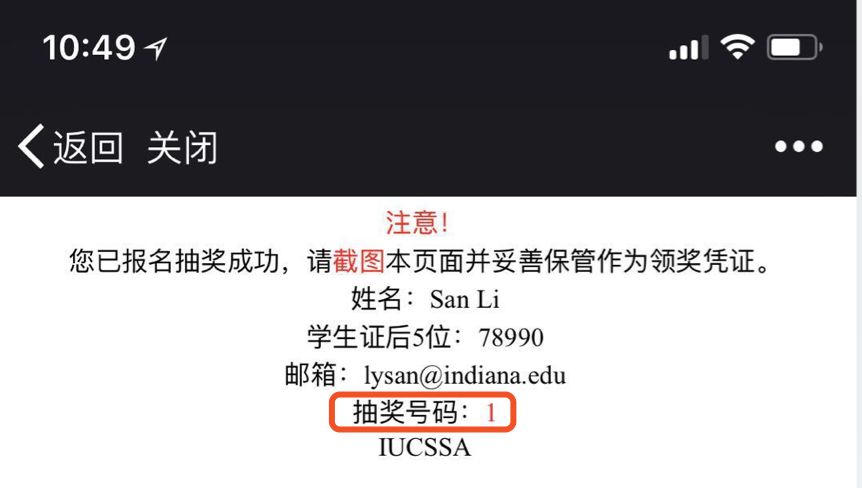 10:49
返回 关闭
注意！
您已报名抽奖成功，请截图本页面并妥善保管作为领奖凭证。
姓名：San Li
学生证后5位：78990
邮箱：lysan@indiana.edu
抽奖号码：1
IUCSSA